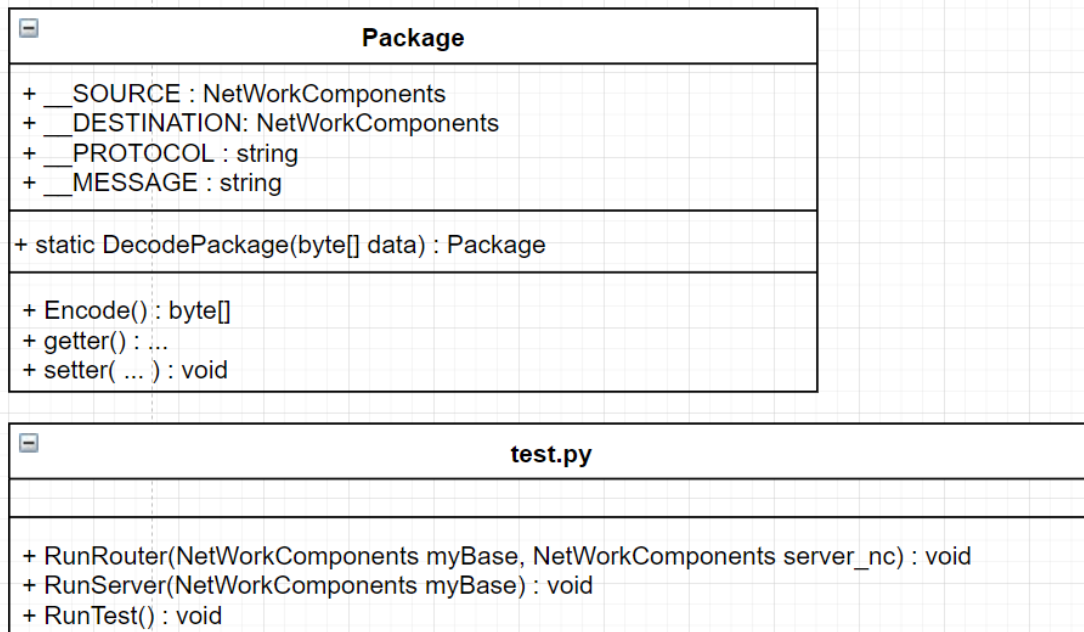 Package
+ __SOURCE : NetWorkComponents
+ __DESTINATION: NetWorkComponents
+ __PROTOCOL : string
+ __MESSAGE : string
+ static DecodePackage(byte[] data) : Package
+ Encode() : byte[]
+ getter() : ...
+ setter( ... ) : void
test.py
+ RunRouter(NetWorkComponents myBase, NetWorkComponents server_nc) : void
+ RunServer(NetWorkComponents myBase) : void
+ RunTest() : void